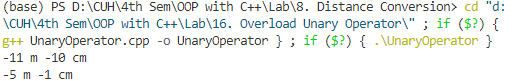 (base) PS D:\CUH\4th Sem\OOP with C++\Lab\8. Distance Conversion> cd "d:
\CUH\4th Sem\OOP with C++\Lab\16. Overload Unary Operator\" ; if ($?) {
g++ UnaryOperator.cpp -o UnaryOperator } ; if ($?) { .\UnaryOperator }
-11 m -10 cm
-5 m -1 cm